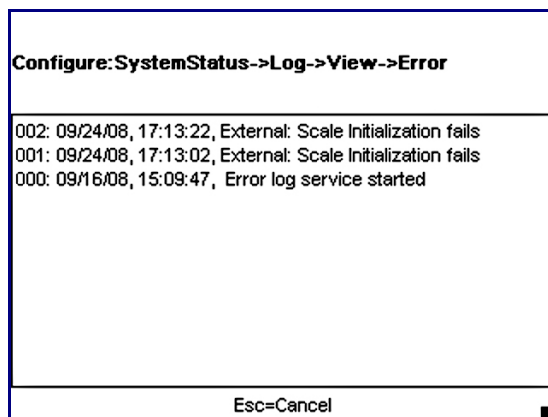 Configure:SystemStatus->Log->View->Error
002: 09/24/08, 17:13:22, External: Scale Initialization fails
001: 09/24/08, 17:13:02, External: Scale Initialization fails
000: 09/16/08, 15:09:47, Error log service started
Esc=Cancel